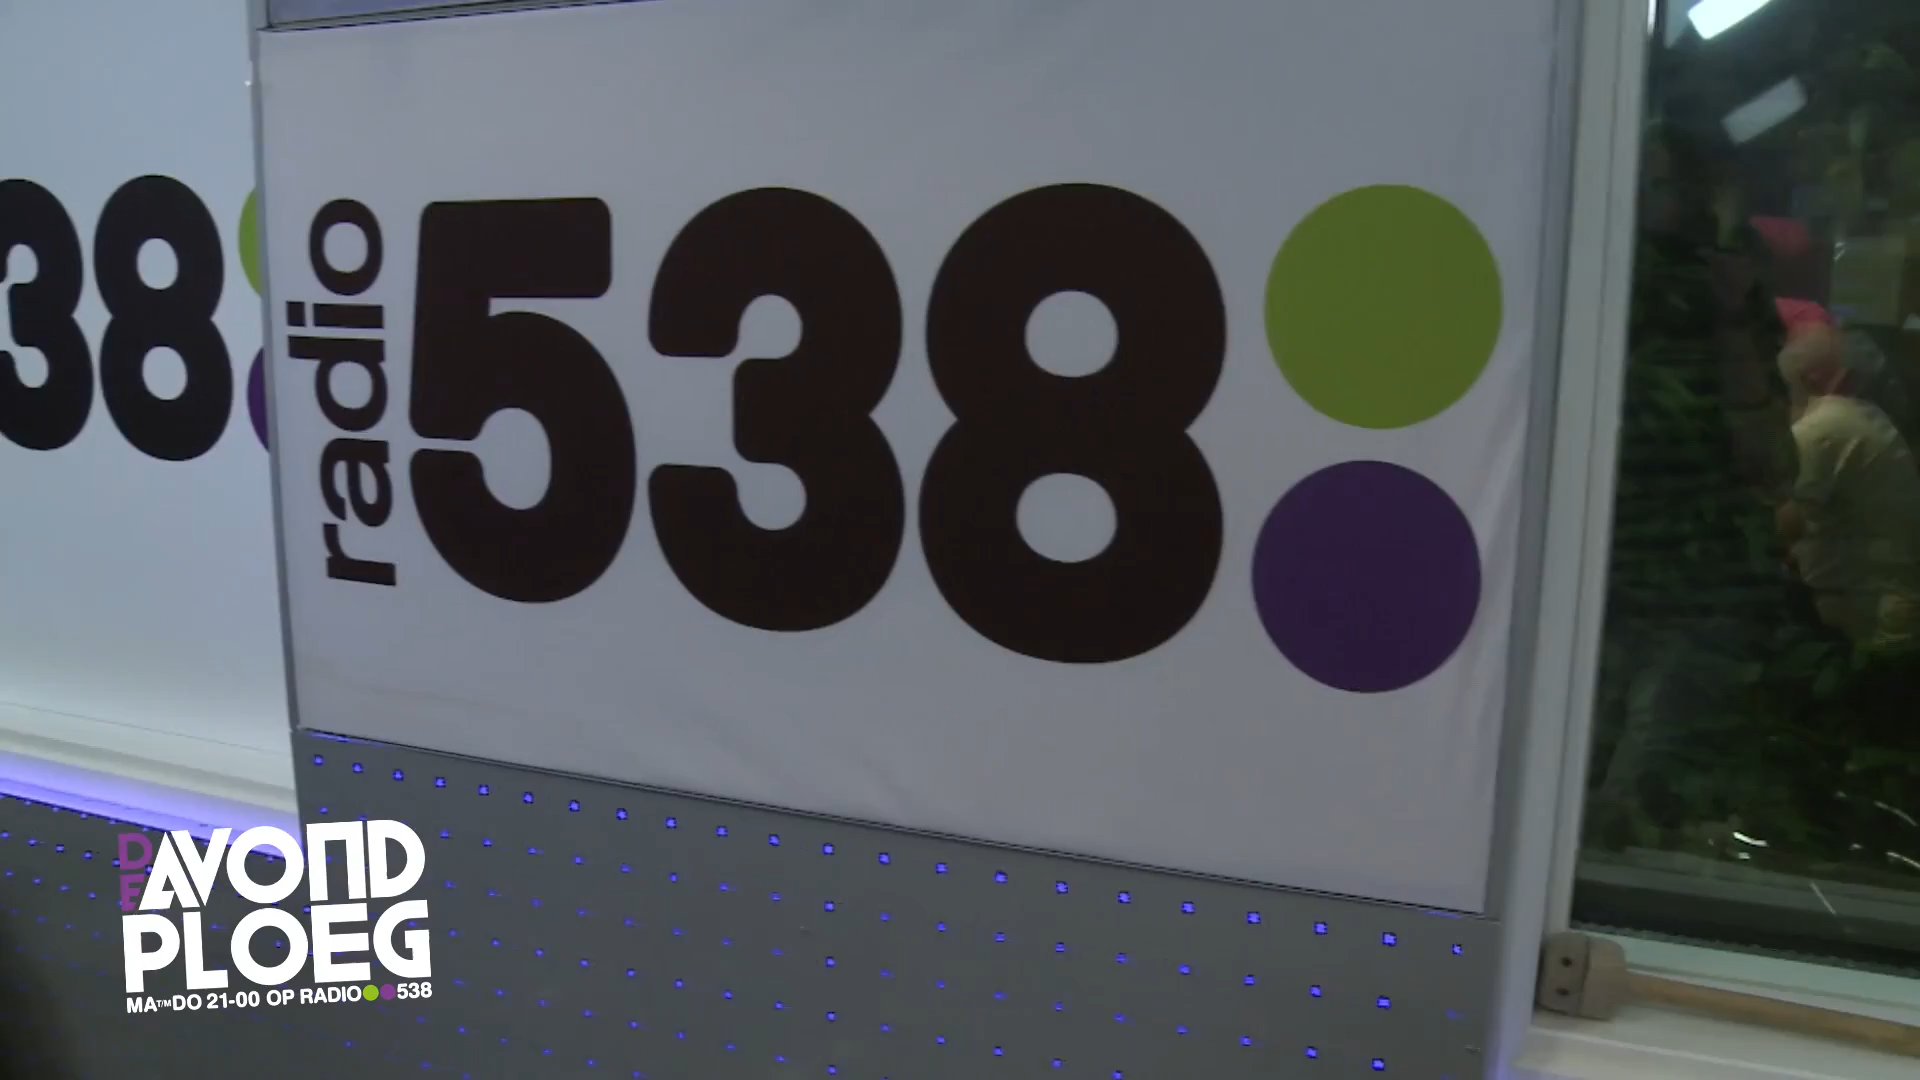 38
radio 538
DE AVOND
PLOEG
MA T/M DO 21-00 OP RADIO 538